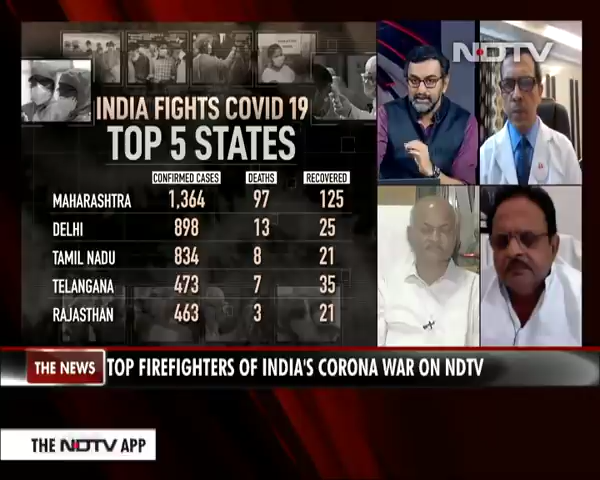 NDTV
INDIA FIGHTS COVID 19
TOP 5 STATES
CONFIRMED CASES DEATHS RECOVERED
MAHARASHTRA 1,364 97 125
DELHI 898 13 25
TAMIL NADU 834 8 21
TELANGANA 473 7 35
RAJASTHAN 463 3 21
THE NEWS TOP FIREFIGHTERS OF INDIA'S CORONA WAR ON NDTV
THE NDTV APP